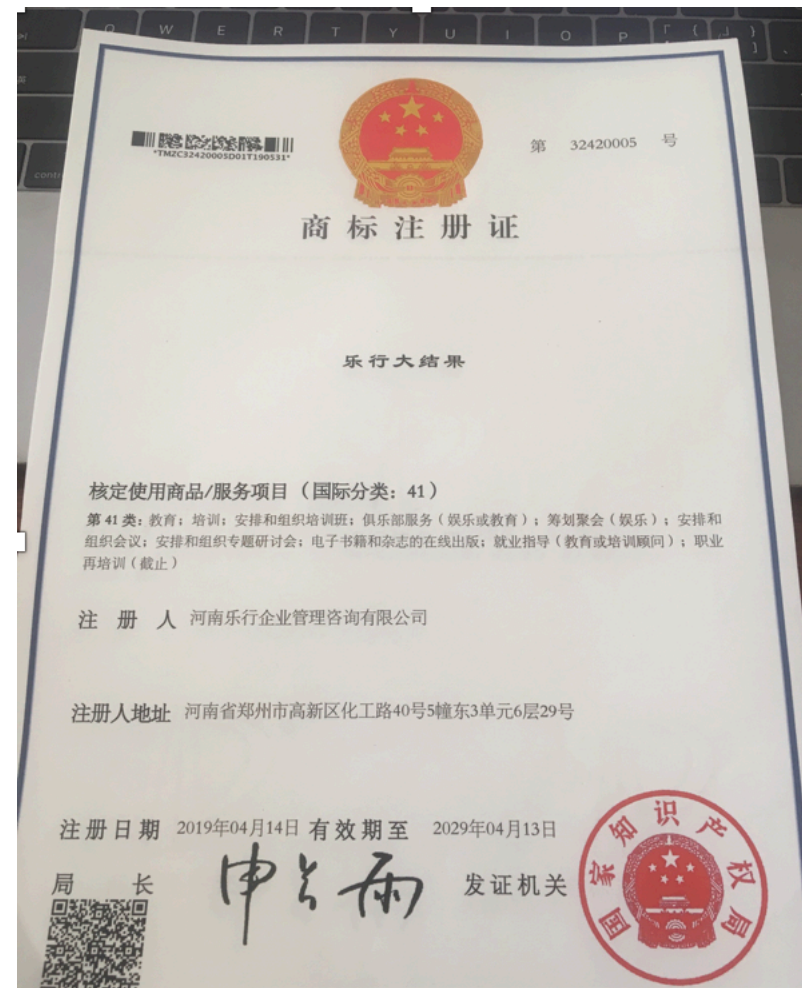 Q W E R T Y U I O P
*TMZC32420005D01T190531*
第 32420005 号
商标注册证
乐行大结果
核定使用商品/服务项目（国际分类：41）
第 41 类：教育；培训；安排和组织培训班；俱乐部服务（娱乐或教育）；筹划聚会（娱乐）；安排和
组织会议；安排和组织专题研讨会；电子书籍和杂志的在线出版；就业指导（教育或培训顾问）；职业
再培训（截止）
注 册 人 河南乐行企业管理咨询有限公司
注册人地址 河南省郑州市高新区化工路40号5幢东3单元6层29号
注册日期 2019年04月14日 有效期至 2029年04月13日
局 长 申长雨 发证机关
国家知识产权局